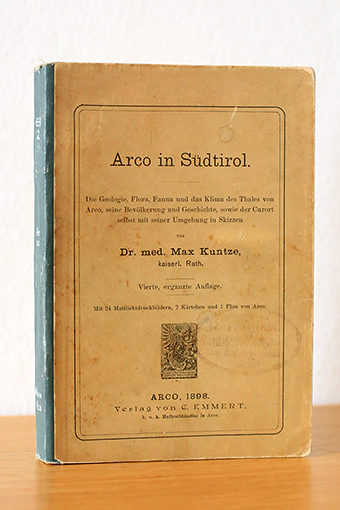 Arco in Südtirol.
Die Geologie, Flora, Fauna und das Klima des Thales von
Arco, seine Bevölkerung und Geschichte, sowie der Curort
selbst mit seiner Umgebung in Skizzen
von
Dr. med. Max Kuntze,
kaiserl. Rath.
Vierte, ergänzte Auflage.
Mit 24 Mattlichtdruckbildern, 2 Kärtchen und 1 Plan von Arco.
ARCO, 1898.
Verlag von C. EMMERT,
k. u. k. Hofbuchhändler in Arco.